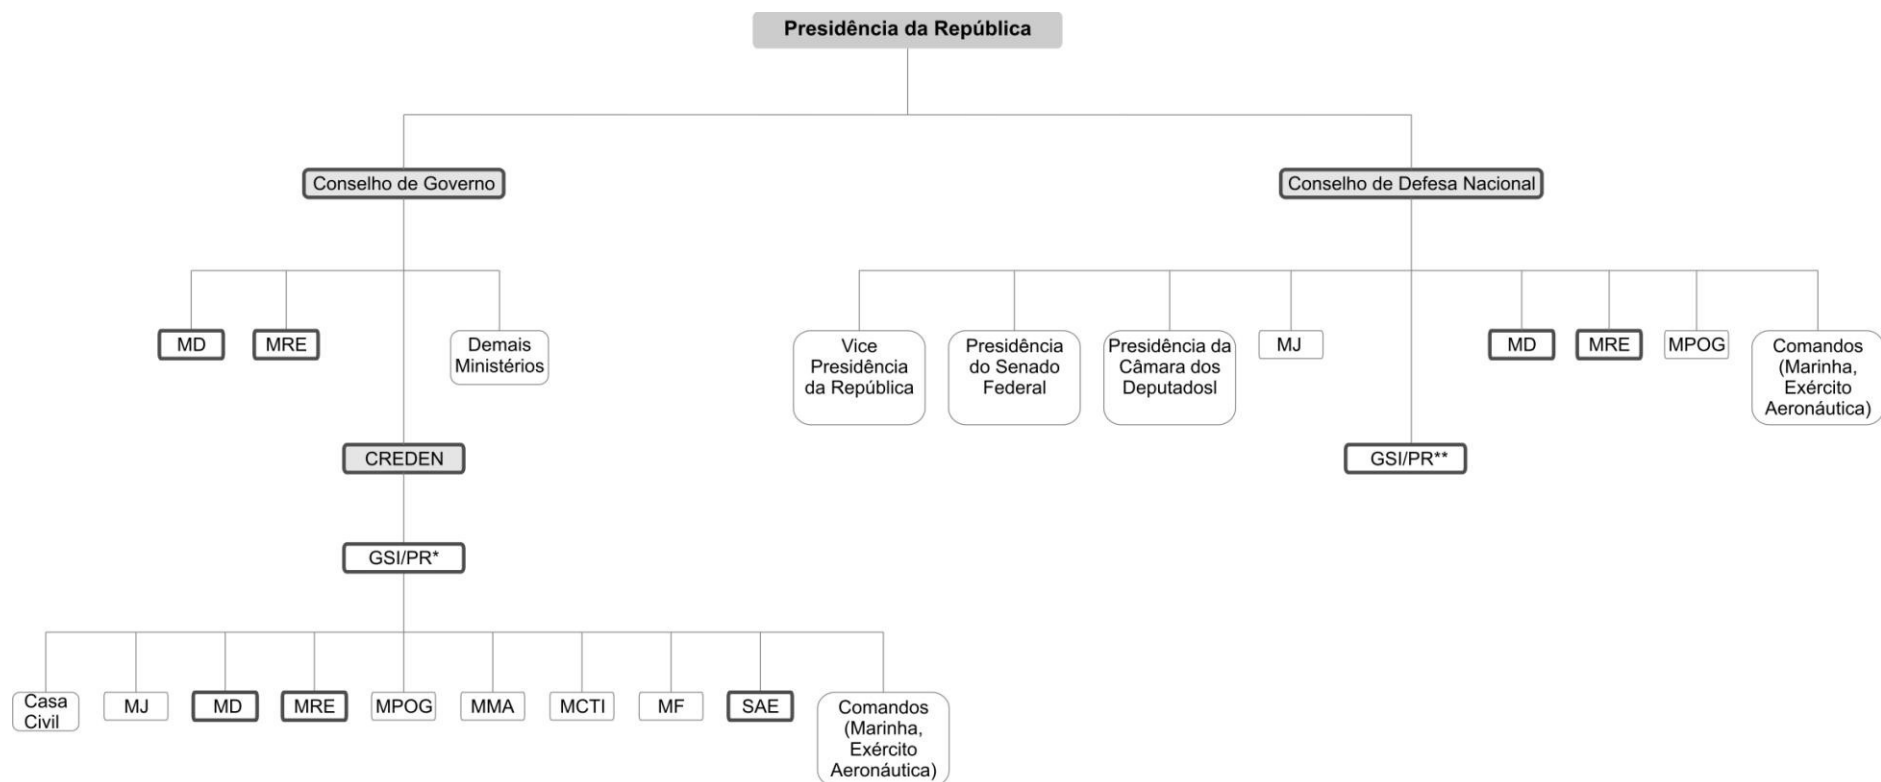 Presidência da República
Conselho de Governo
Conselho de Defesa Nacional
MD
MRE
Demais
Ministérios
Vice
Presidência
da República
Presidência
do Senado
Federal
Presidência da
Câmara dos
Deputadosl
MJ
MD
MRE
MPOG
Comandos
(Marinha,
Exército
Aeronáutica)
CREDEN
GSI/PR**
GSI/PR*
Casa
Civil
MJ
MD
MRE
MPOG
MMA
MCTI
MF
SAE
Comandos
(Marinha,
Exército
Aeronáutica)